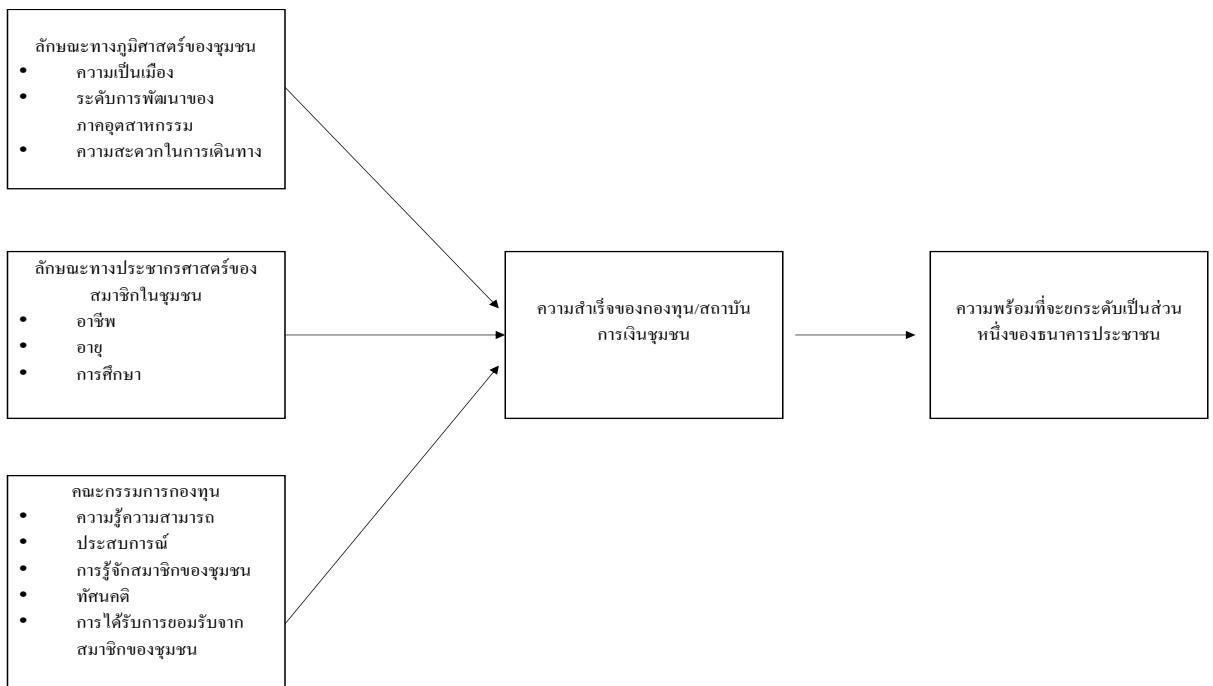 ลักษณะทางภูมิศาสตร์ของชุมชน
• ความเป็นเมือง
• ระดับการพัฒนาของ
ภาคอุตสาหกรรม
• ความสะดวกในการเดินทาง
ลักษณะทางประชากรศาสตร์ของ
สมาชิกในชุมชน
• อาชีพ
• อายุ
• การศึกษา
คณะกรรมการกองทุน
• ความรู้ความสามารถ
• ประสบการณ์
• การรู้จักสมาชิกของชุมชน
• ทัศนคติ
• การได้รับการยอมรับจาก
สมาชิกของชุมชน
ความสำเร็จของกองทุน/สถาบัน
การเงินชุมชน
ความพร้อมที่จะยกระดับเป็นส่วน
หนึ่งของธนาคารประชาชน